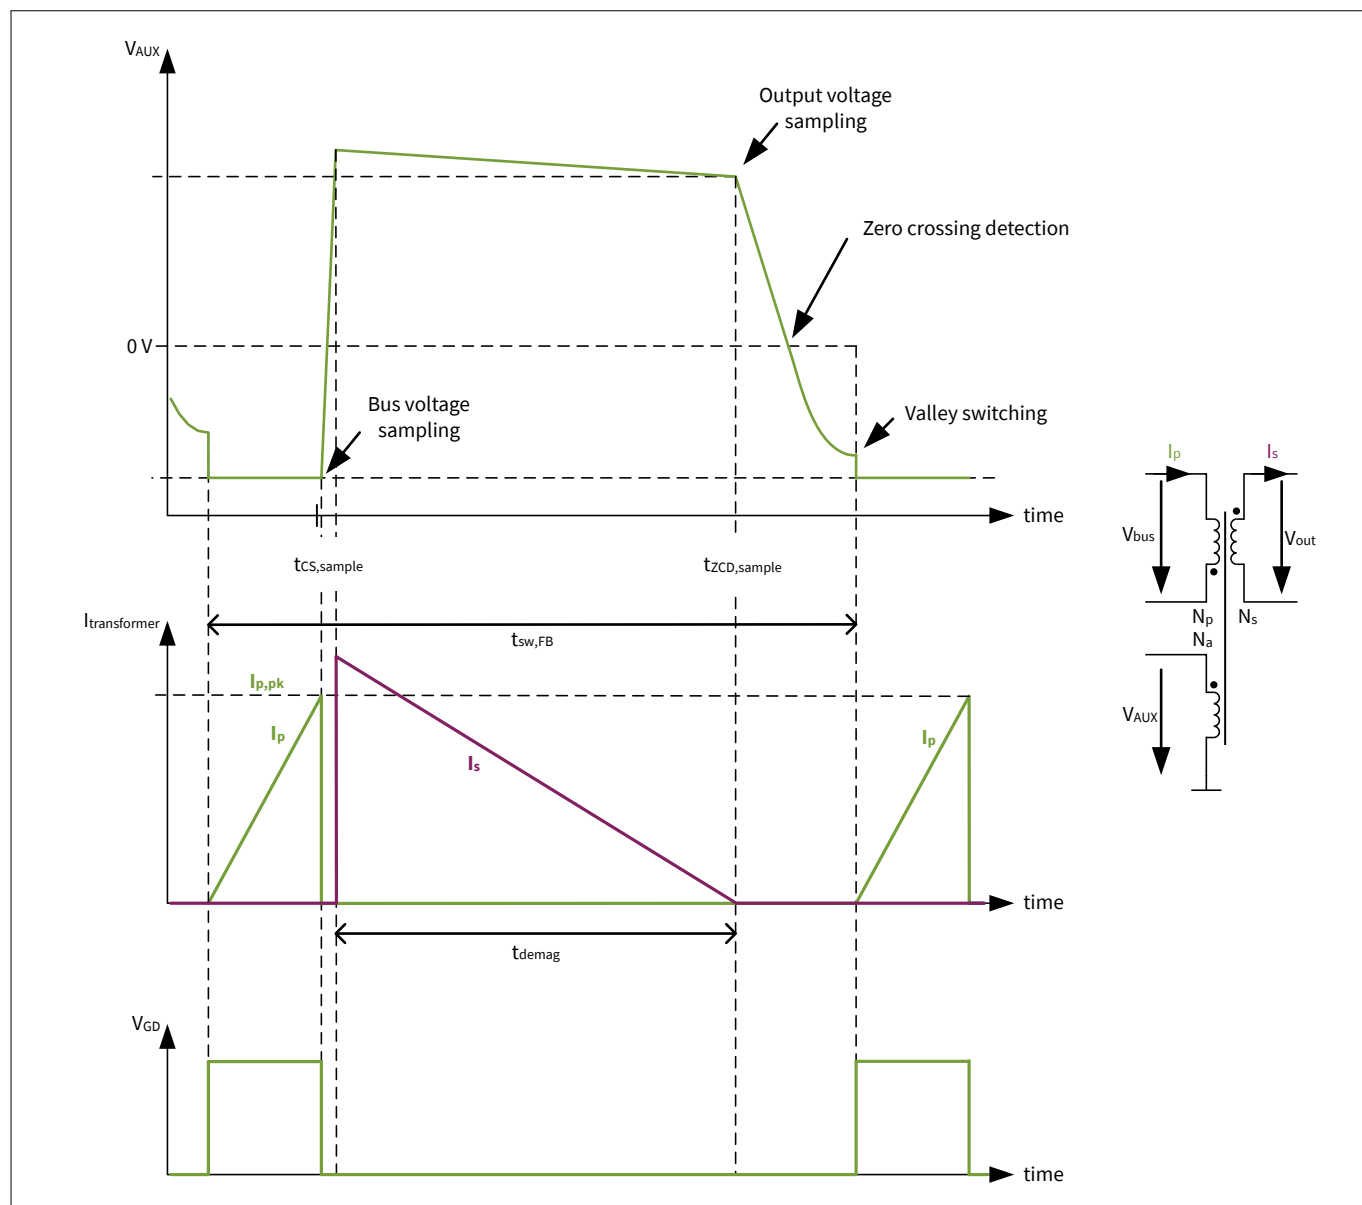 VAUX
Output voltage
sampling
Zero crossing detection
0 V
Bus voltage
sampling
Valley switching
time
tCS,sample
tZCD,sample
Itransformer
tsw,FB
Ip,pk
Ip
Is
Ip
time
tdemag
VGD
time
Ip
Is
Vbus
Vout
Np
Ns
Na
VAUX